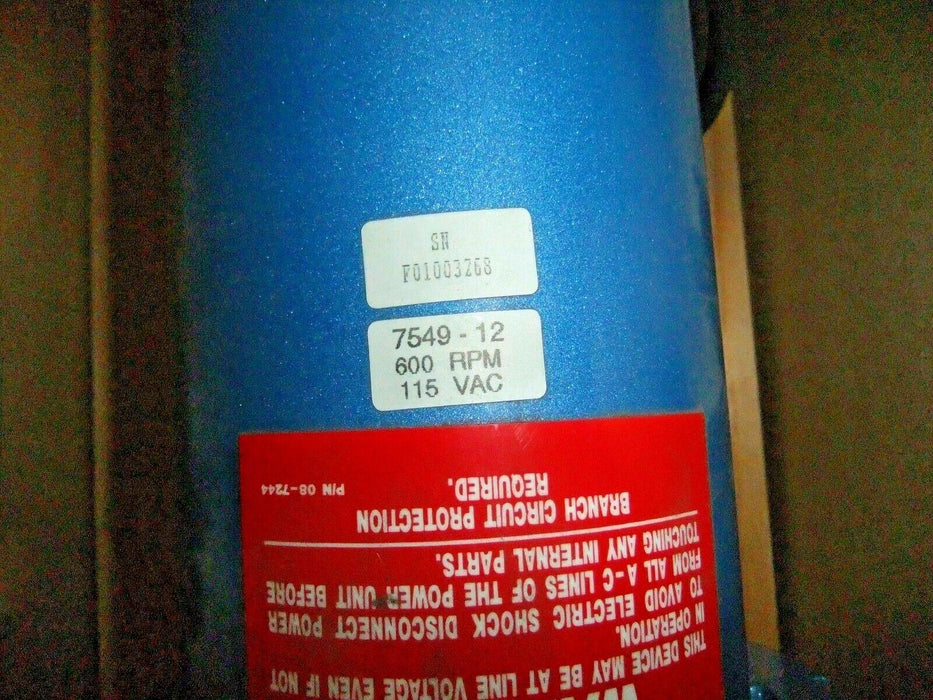 SN
F01003268
7549 - 12
600 RPM
115 VAC
THIS DEVICE MAY BE AT LINE VOLTAGE EVEN IF NOT
IN OPERATION.
TO AVOID ELECTRIC SHOCK DISCONNECT POWER
FROM ALL A-C LINES OF THE POWER UNIT BEFORE
TOUCHING ANY INTERNAL PARTS.
BRANCH CIRCUIT PROTECTION
REQUIRED.
P/N 08-7244